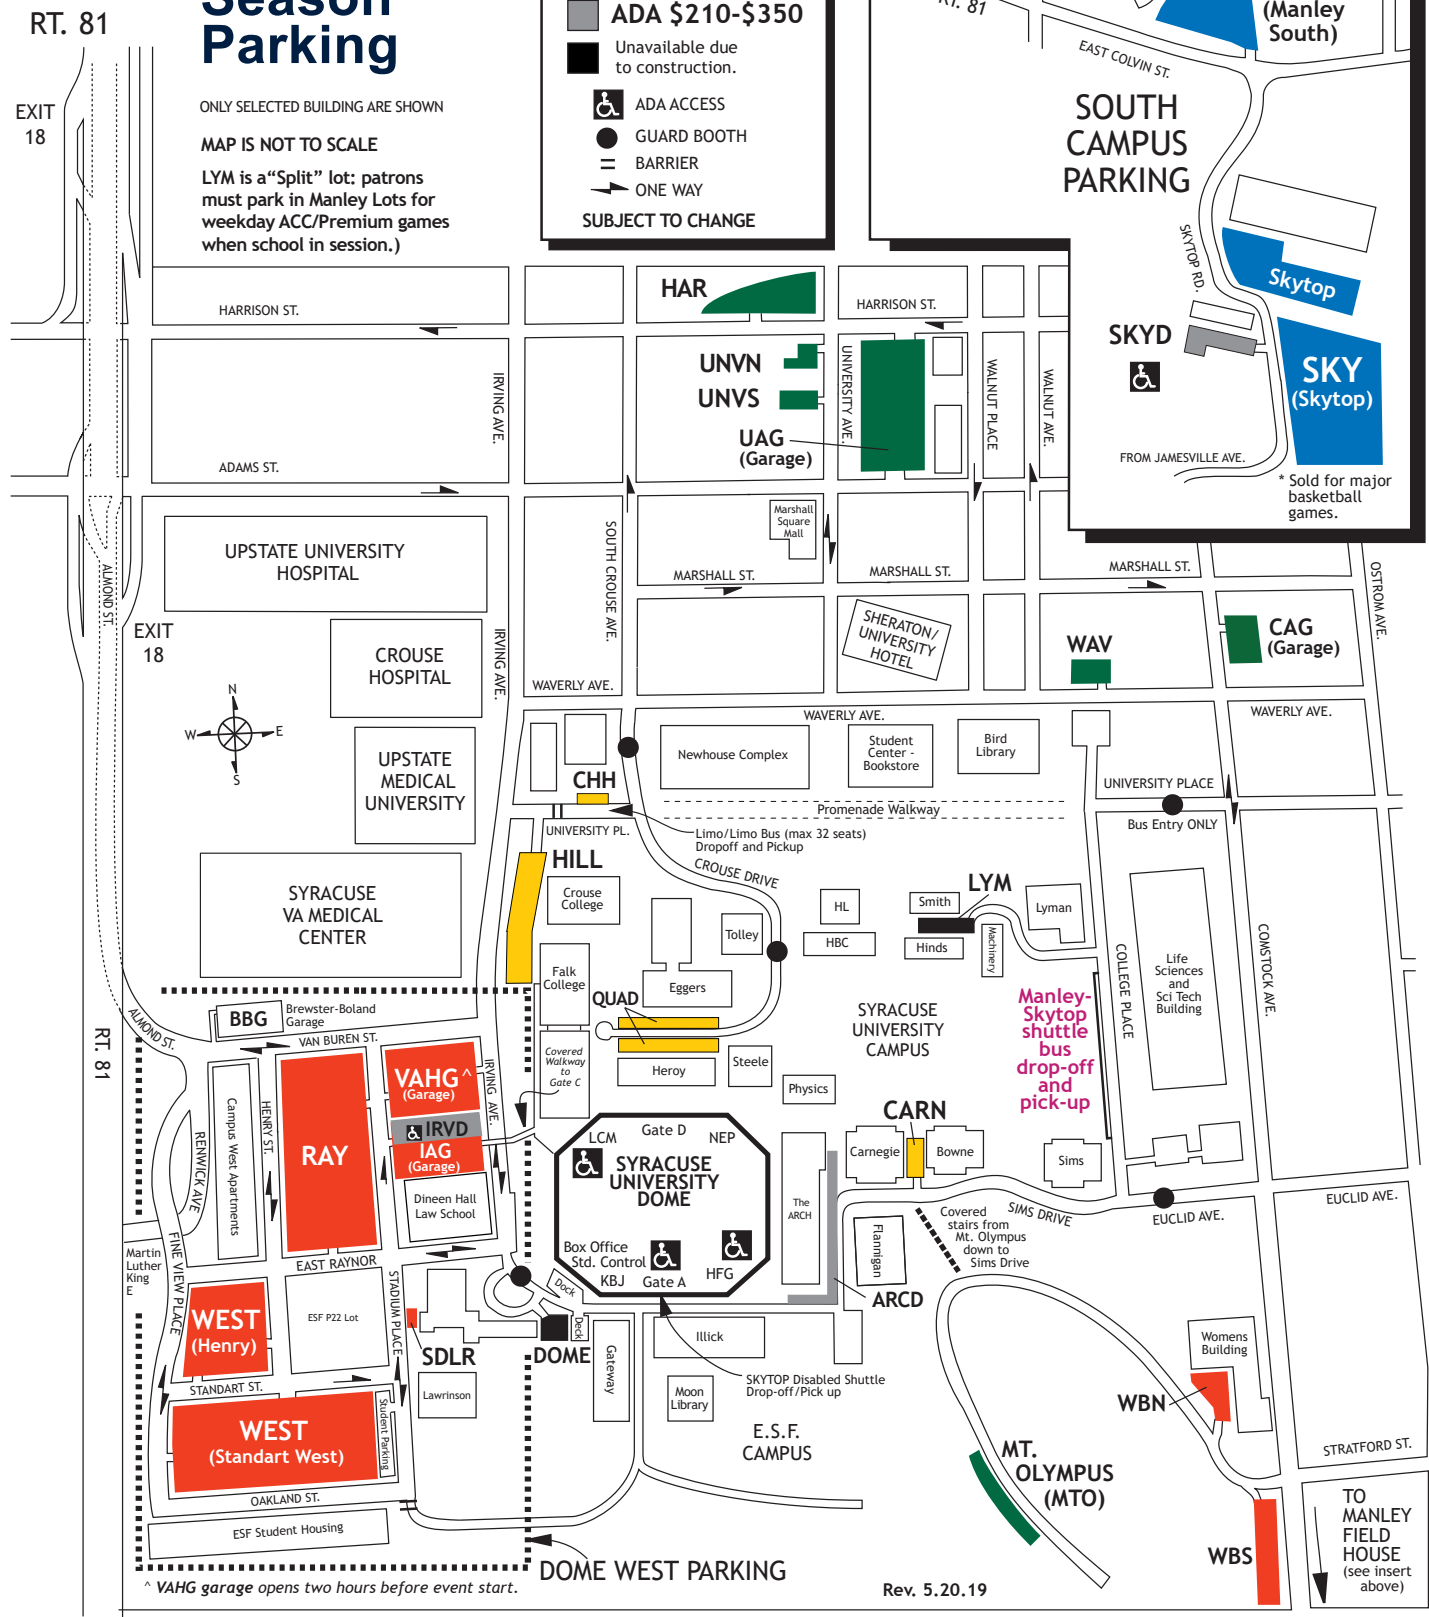 Season
Parking
ONLY SELECTED BUILDING ARE SHOWN
MAP IS NOT TO SCALE
LYM is a“Split” lot: patrons
must park in Manley Lots for
weekday ACC/Premium games
when school in session.)
RT. 81
EXIT
18
ADA $210-$350
Unavailable due
to construction.
ADA ACCESS
GUARD BOOTH
BARRIER
ONE WAY
SUBJECT TO CHANGE
RT. 81
(Manley
South)
EAST COLVIN ST.
SOUTH
CAMPUS
PARKING
SKYTOP RD.
Skytop
SKYD
SKY
(Skytop)
FROM JAMESVILLE AVE.
* Sold for major
basketball
games.
HARRISON ST.
HAR
HARRISON ST.
UNVN
UNVS
UAG
(Garage)
UNIVERSITY AVE.
WALNUT PLACE
WALNUT AVE.
IRVING AVE.
ADAMS ST.
UPSTATE UNIVERSITY
HOSPITAL
SOUTH CROUSE AVE.
Marshall
Square
Mall
MARSHALL ST.
MARSHALL ST.
MARSHALL ST.
OSTROM AVE.
ALMOND ST.
EXIT
18
CROUSE
HOSPITAL
IRVING AVE.
SHERATON/
UNIVERSITY
HOTEL
WAV
CAG
(Garage)
WAVERLY AVE.
WAVERLY AVE.
WAVERLY AVE.
N
W
E
S
UPSTATE
MEDICAL
UNIVERSITY
Newhouse Complex
Student
Center -
Bookstore
Bird
Library
CHH
UNIVERSITY PLACE
Promenade Walkway
Bus Entry ONLY
UNIVERSITY PL.
Limo/Limo Bus (max 32 seats)
Dropoff and Pickup
HILL
CROUSE DRIVE
SYRACUSE
VA MEDICAL
CENTER
Crouse
College
HL
Smith
LYM
Lyman
Tolley
HBC
Hinds
Machinery
Falk
College
Eggers
QUAD
COLLEGE PLACE
Life
Sciences
and
Sci Tech
Building
COMSTOCK AVE.
SYRACUSE
UNIVERSITY
CAMPUS
Manley-
Skytop
shuttle
bus
drop-off
and
pick-up
ALMOND ST.
BBG
Brewster-Boland
Garage
VAN BUREN ST.
RT. 81
Covered
Walkway
to
Gate C
Heroy
Steele
Physics
VAHG^
(Garage)
IRVING AVE.
IRVD
IAG
(Garage)
RAY
Campus West Apartments
HENRY ST.
RENWICK AVE
Dineen Hall
Law School
LCM
Gate D
NEP
SYRACUSE
UNIVERSITY
DOME
Box Office
Std. Control
KBJ
Gate A
HFG
The
ARCH
CARN
Carnegie
Bowne
Sims
SIMS DRIVE
EUCLID AVE.
EUCLID AVE.
Covered
stairs from
Mt. Olympus
down to
Sims Drive
Flannigan
ARCD
Martin
Luther
King
E
FINE VIEW PLACE
EAST RAYNOR
STADIUM PLACE
WEST
(Henry)
ESF P22 Lot
SDLR
Dock
Deck
DOME
Gateway
Illick
STANDART ST.
Lawrinson
Moon
Library
SKYTOP Disabled Shuttle
Drop-off/Pick up
E.S.F.
CAMPUS
WEST
(Standart West)
Student Parking
OAKLAND ST.
ESF Student Housing
Womens
Building
WBN
STRATFORD ST.
MT.
OLYMPUS
(MTO)
WBS
TO
MANLEY
FIELD
HOUSE
(see insert
above)
DOME WEST PARKING
^ VAHG garage opens two hours before event start.
Rev. 5.20.19